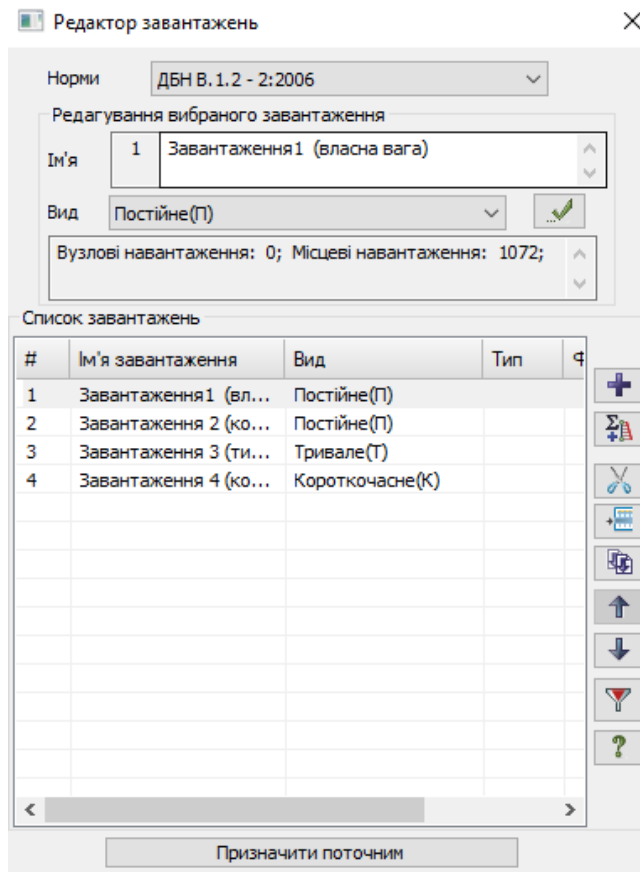 Редактор завантажень
Норми ДБН В.1.2 - 2:2006
Редагування вибраного завантаження
Ім'я 1 Завантаження1 (власна вага)
Вид Постійне(П)
Вузлові навантаження: 0; Місцеві навантаження: 1072;
Список завантажень
# Ім'я завантаження Вид Тип
1 Завантаження1 (вл... Постійне(П)
2 Завантаження 2 (ко... Постійне(П)
3 Завантаження 3 (ти... Тривале(Т)
4 Завантаження 4 (ко... Короткочасне(К)
Призначити поточним